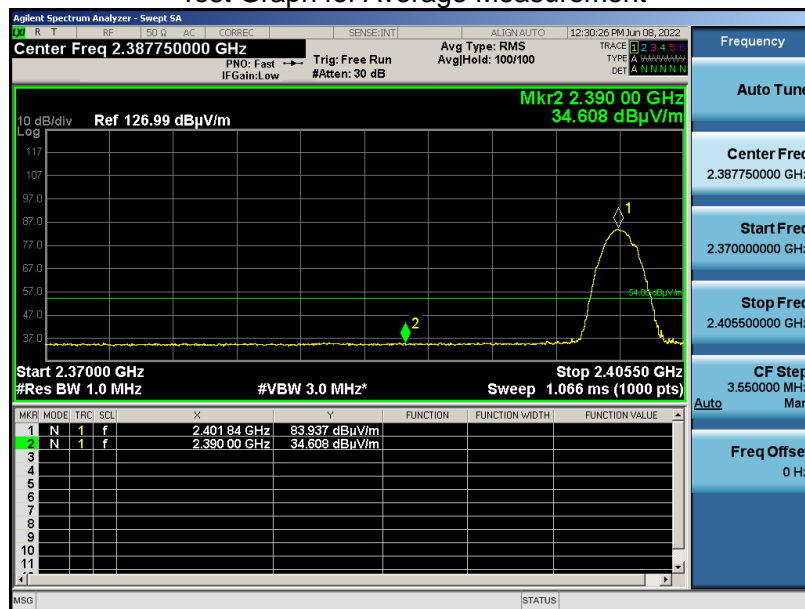 Test Graph for Average Measurement
Agilent Spectrum Analyzer - Swept SA
LXI R T RF 50 Ω AC CORREC SENSE:INT ALIGN AUTO 12:30:26 PM Jun 08, 2022
Center Freq 2.387750000 GHz
PNO: Fast
IFGain:Low
Trig: Free Run
#Atten: 30 dB
Avg Type: RMS
Avg|Hold: 100/100
TRACE 1 2 3 4 5 6
TYPE A
DET A N N N N N
Mkr2 2.390 00 GHz
34.608 dBµV/m
10 dB/div Ref 126.99 dBµV/m
Log
117
107
97.0
87.0
77.0
67.0
57.0
47.0
37.0
1
2
54.00 dBµV/m
Start 2.37000 GHz Stop 2.40550 GHz
#Res BW 1.0 MHz #VBW 3.0 MHz* Sweep 1.066 ms (1000 pts)
MKR MODE TRC SCL X Y FUNCTION FUNCTION WIDTH FUNCTION VALUE
1 N 1 f 2.401 84 GHz 83.937 dBµV/m
2 N 1 f 2.390 00 GHz 34.608 dBµV/m
3
4
5
6
7
8
9
10
11
MSG STATUS
Frequency
Auto Tune
Center Freq
2.387750000 GHz
Start Freq
2.370000000 GHz
Stop Freq
2.405500000 GHz
CF Step
3.550000 MHz
Auto Man
Freq Offset
0 Hz